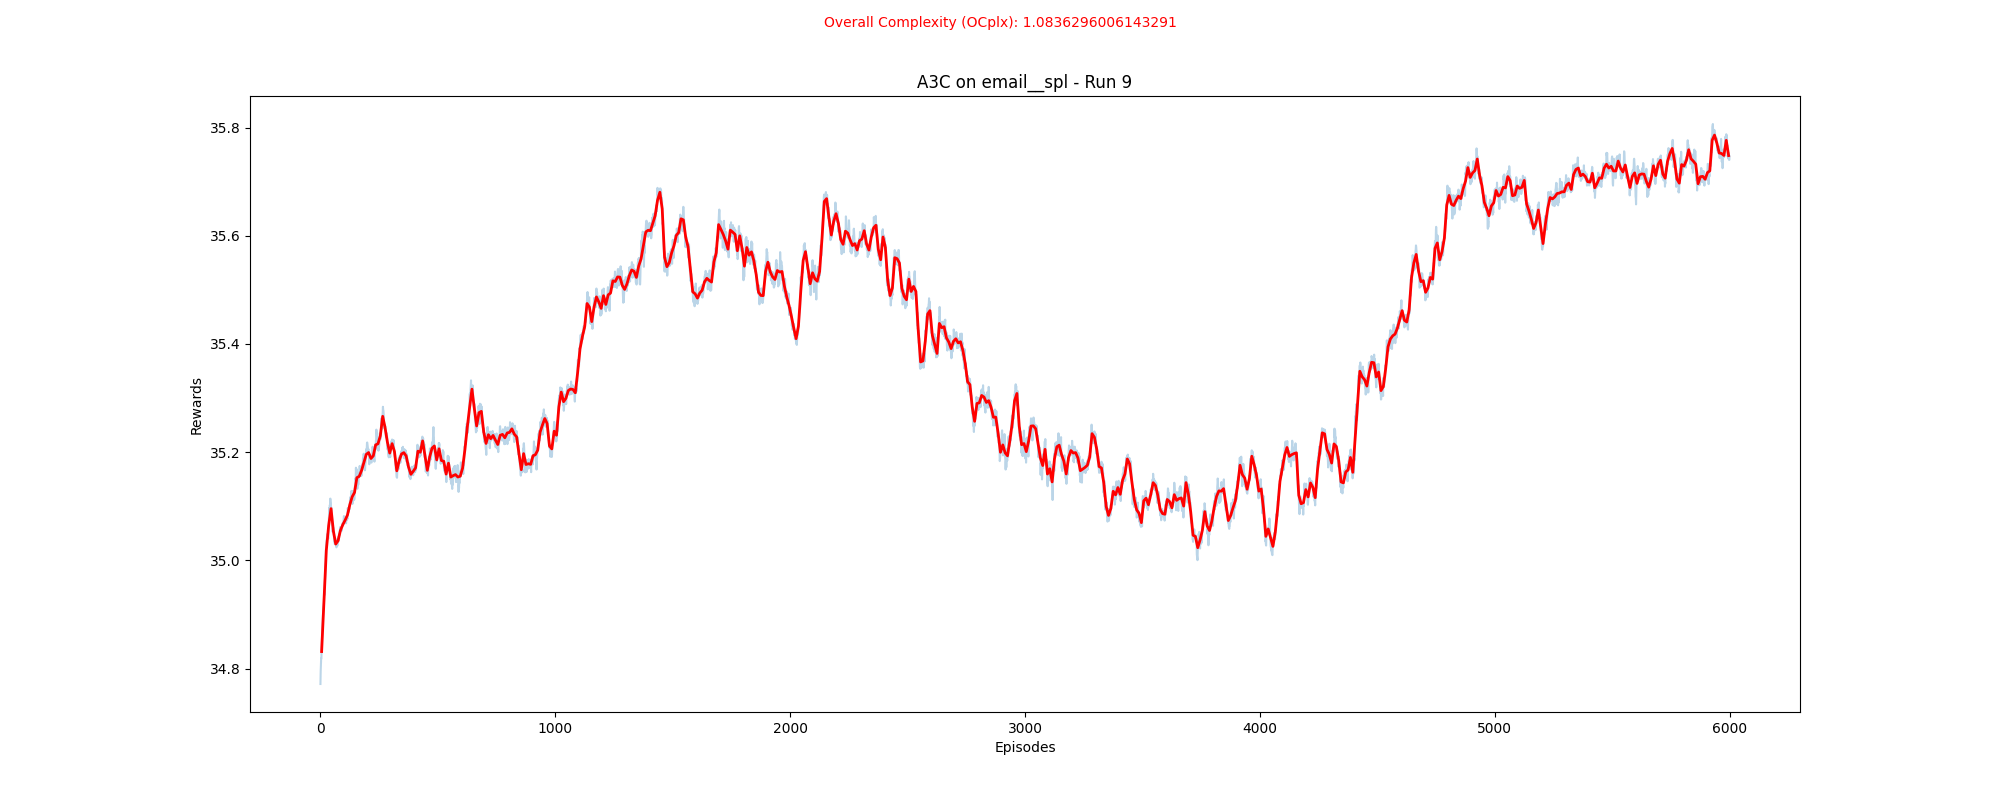 Overall Complexity (OCplx): 1.0836296006143291
A3C on email__spl - Run 9
35.8
35.6
35.4
35.2
35.0
34.8
Rewards
0 1000 2000 3000 4000 5000 6000
Episodes